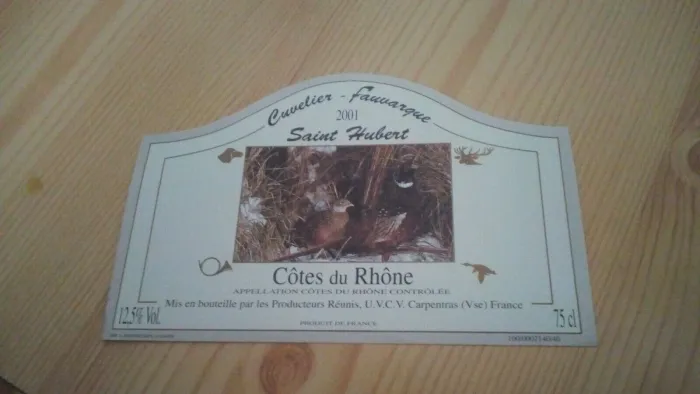 Cuvelier - Fauvarque
2001
Saint Hubert
Côtes du Rhône
APPELLATION CÔTES DU RHÔNE CONTRÔLÉE
Mis en bouteille par les Producteurs Réunis, U.V.C.V. Carpentras (Vse) France
12,5% Vol.
75 cl
PRODUIT DE FRANCE